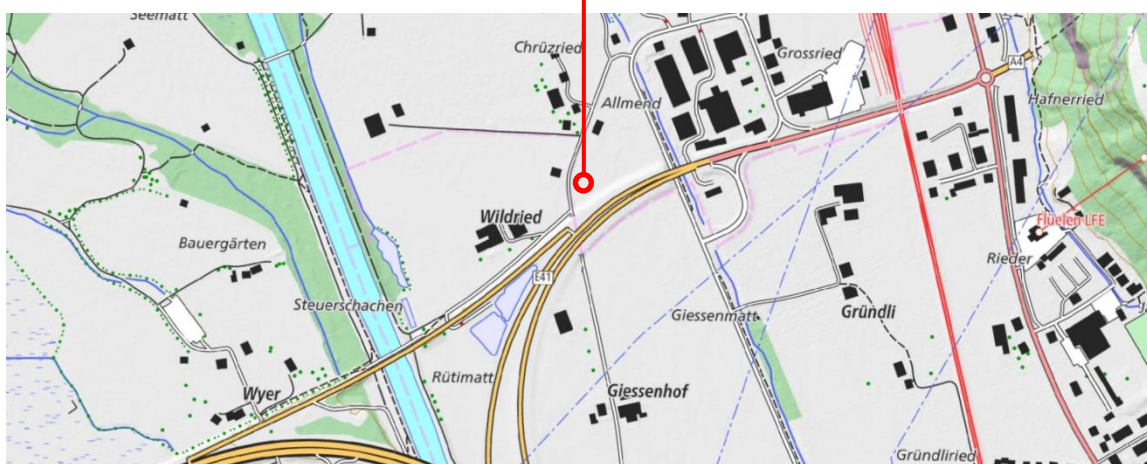 Seematt
Chrüzried
Grossried
A4
Allmend
Hafnerried
Wildried
Flüelen LFE
Bauergärten
Rieder
E41
Steuerschachen
Giessenmatt
Gründli
Rütimatt
Wyer
Giessenhof
Gründliried